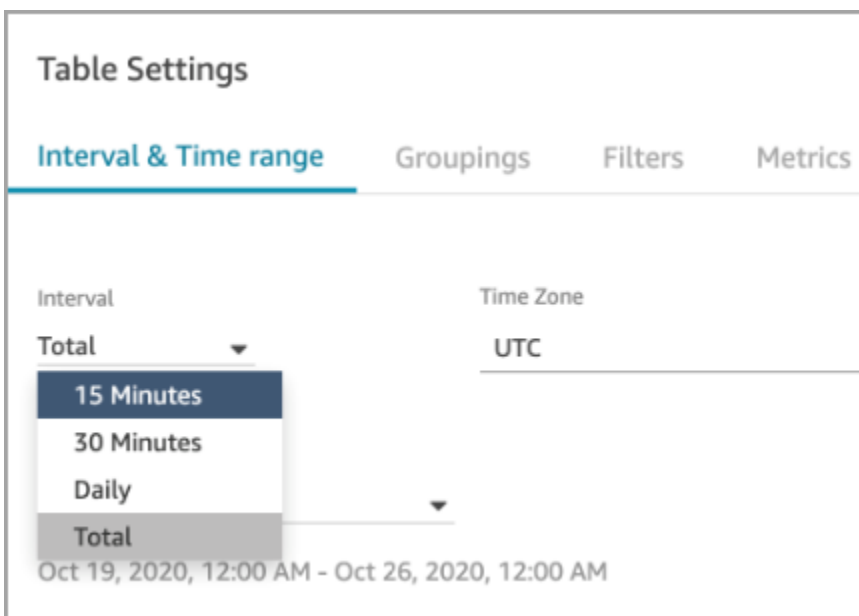 Table Settings
Interval & Time range Groupings Filters Metrics
Interval Time Zone
Total UTC
15 Minutes
30 Minutes
Daily
Total
Oct 19, 2020, 12:00 AM - Oct 26, 2020, 12:00 AM